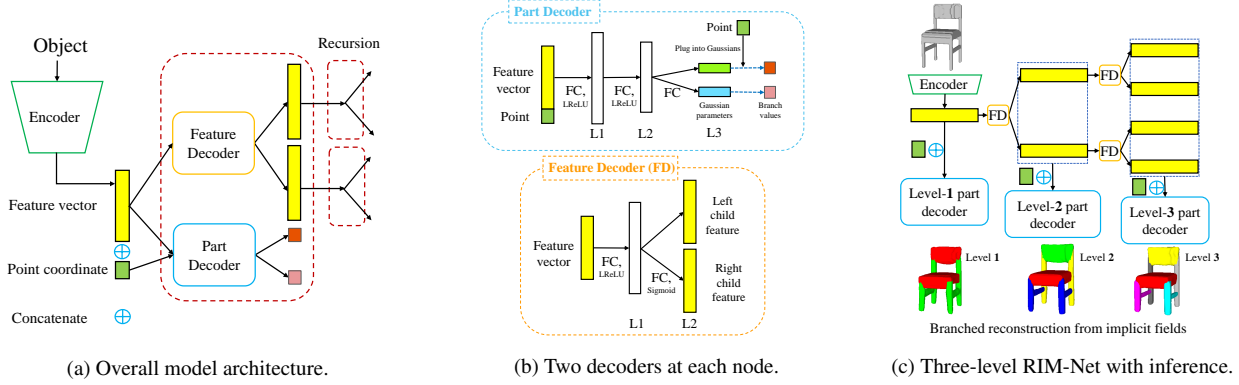 Object
Encoder
Feature vector
Point coordinate
Concatenate
Feature
Decoder
Part
Decoder
Recursion
(a) Overall model architecture.
Part Decoder
Point
Plug into Gaussians
Feature
vector
Point
FC,
LReLU
FC,
LReLU
FC
Gaussian
parameters
Branch
values
L1
L2
L3
Feature Decoder (FD)
Feature
vector
FC,
LReLU
FC,
Sigmoid
Left
child
feature
Right
child
feature
L1
L2
(b) Two decoders at each node.
Encoder
FD
FD
FD
Level-1 part
decoder
Level-2 part
decoder
Level-3 part
decoder
Level 1
Level 2
Level 3
Branched reconstruction from implicit fields
(c) Three-level RIM-Net with inference.